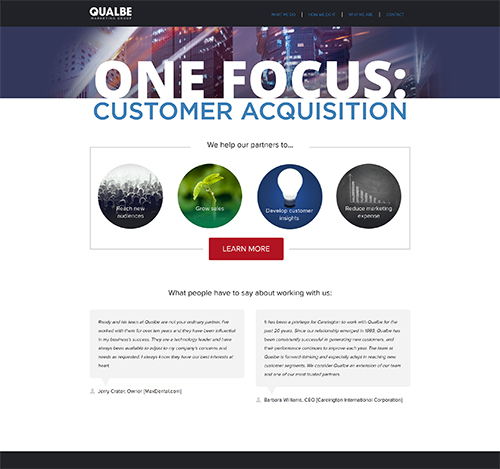 QUALBE
MARKETING GROUP
WHAT WE DO
HOW WE DO IT
WHO WE ARE
CONTACT
ONE FOCUS:
CUSTOMER ACQUISITION
We help our partners to...
Reach new
audiences
Grow sales
Develop customer
insights
Reduce marketing
expense
LEARN MORE
What people have to say about working with us:
Randy and his team at Qualbe are not your ordinary partner. I've
worked with them for over ten years and they have been influential
in my business's success. They are a technology leader and have
always been available to adjust to my company's concerns and
needs as requested. I always know they have our best interests at
heart.
Jerry Crater, Owner [MaxDental.com]
It has been a privilege for Careington to work with Qualbe for the
past 20 years. Since our relationship emerged in 1993, Qualbe has
been consistently successful in generating new customers, and
their performance continues to improve each year. The team at
Qualbe is forward-thinking and especially adept in reaching new
customer segments. We consider Qualbe an extension of our team
and one of our most trusted partners.
Barbara Williams, CEO [Careington International Corporation]